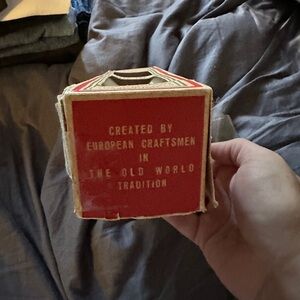 CREATED BY
EUROPEAN CRAFTSMEN
IN
THE OLD WORLD
TRADITION